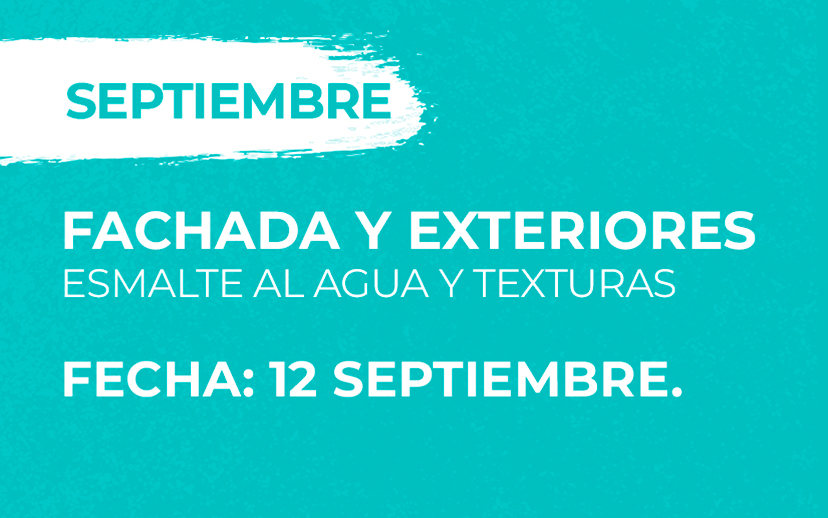 SEPTIEMBRE
FACHADA Y EXTERIORES
ESMALTE AL AGUA Y TEXTURAS
FECHA: 12 SEPTIEMBRE.